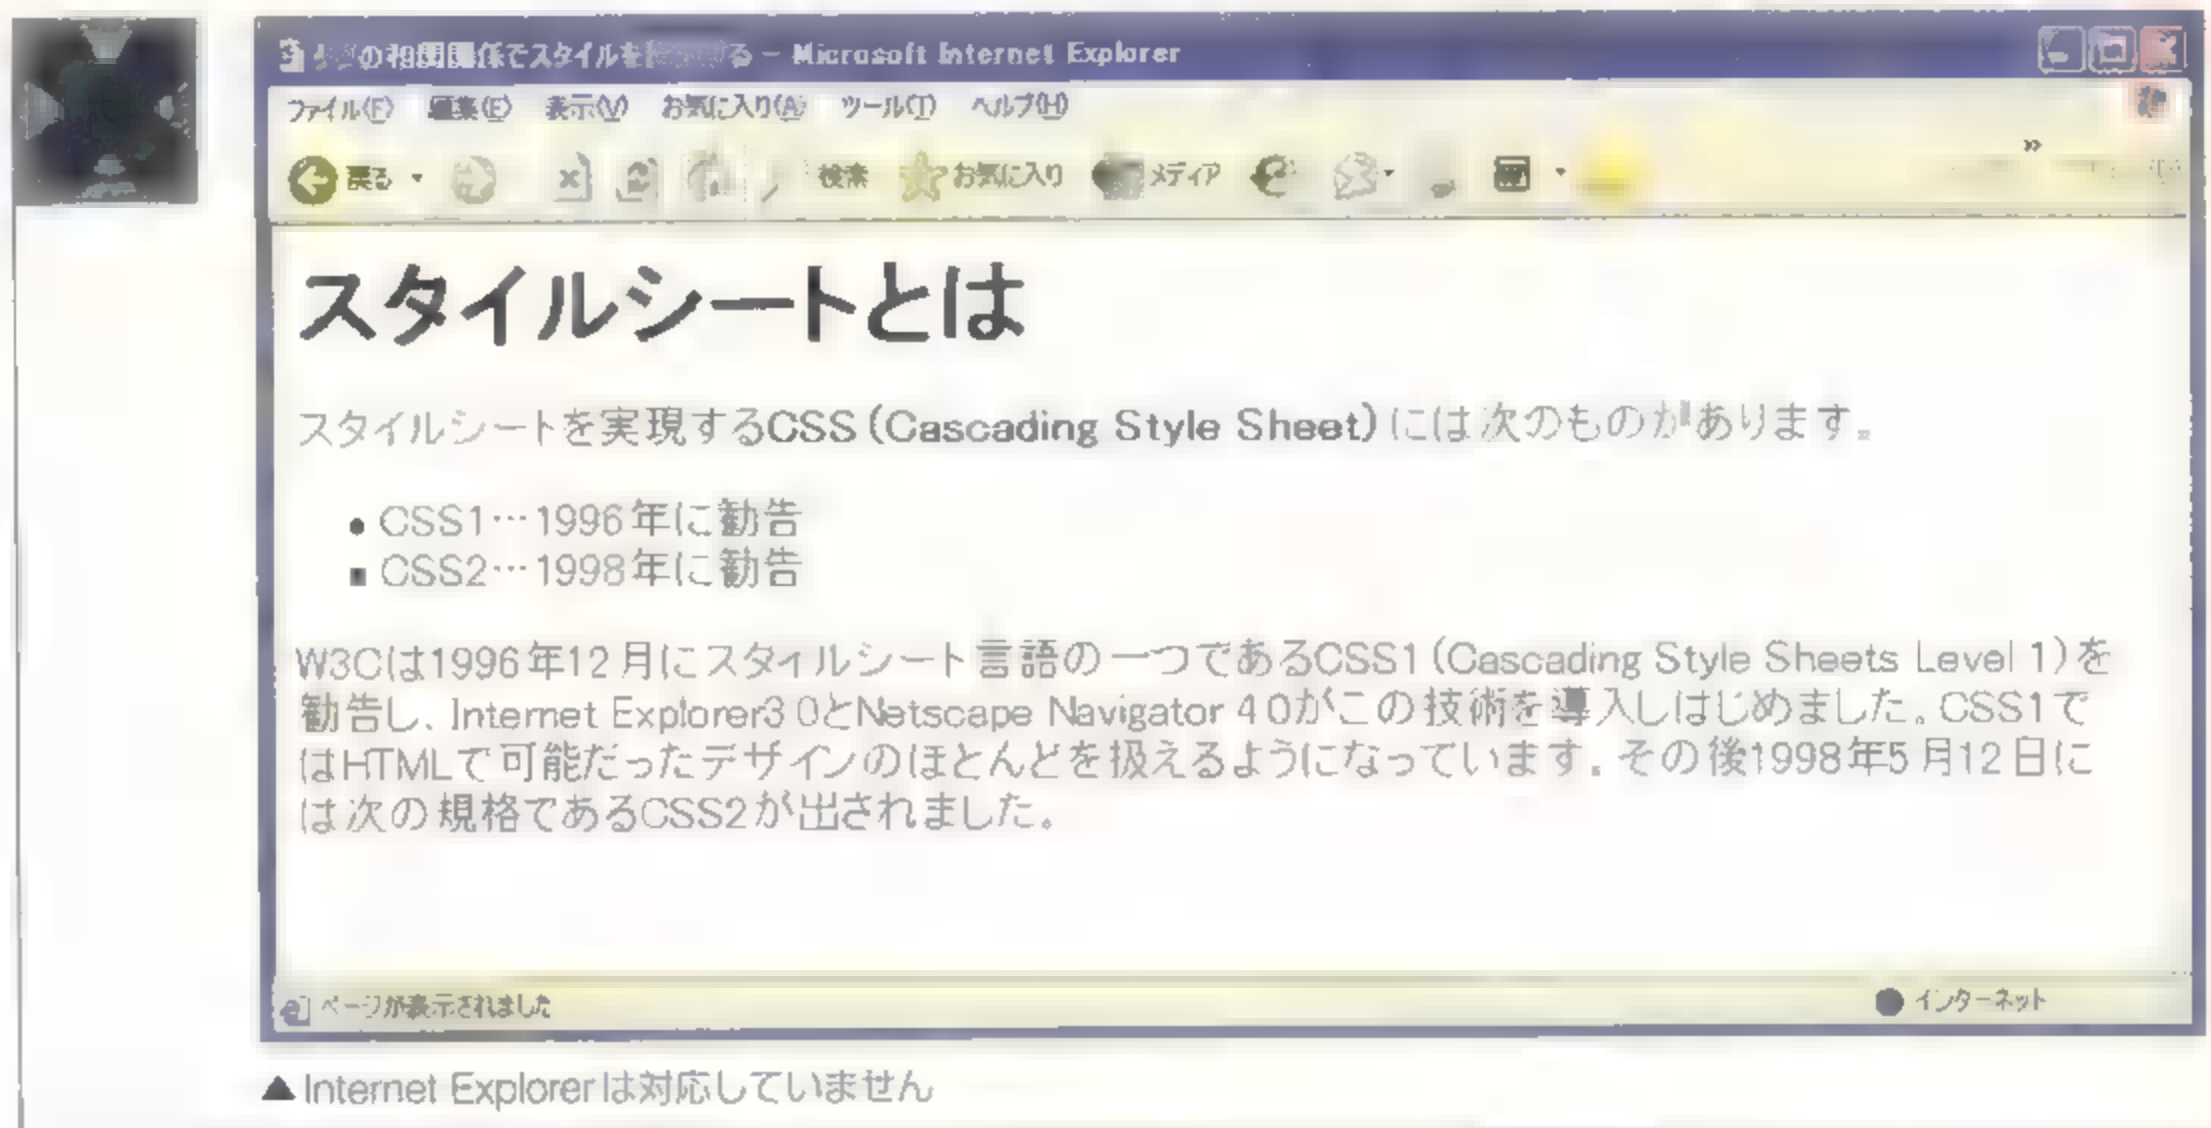 の相関関係でスタイルを する – Microsoft Internet Explorer
ファイル(F) 編集(E) 表示(V) お気に入り(A) ツール(T) ヘルプ(H)
戻る 検索 お気に入り メディア »
スタイルシートとは
スタイルシートを実現するCSS(Cascading Style Sheet)には次のものがあります。
• CSS1…1996年に勧告
▪ CSS2…1998年に勧告
W3Cは1996年12月にスタイルシート言語の一つであるCSS1(Cascading Style Sheets Level 1)を
勧告し、Internet Explorer3 0とNetscape Navigator 4 0がこの技術を導入しはじめました。CSS1で
はHTMLで可能だったデザインのほとんどを扱えるようになっています。その後1998年5月12日に
は次の規格であるCSS2が出されました。
ページが表示されました インターネット
▲Internet Explorerは対応していません